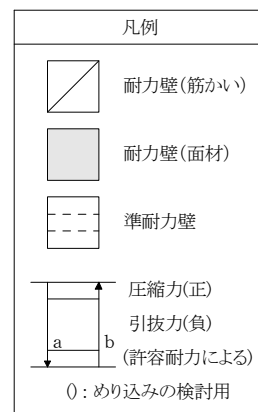 凡例
耐力壁(筋かい)
耐力壁(面材)
準耐力壁
圧縮力(正)
a b 引抜力(負)
(許容耐力による)
():めり込みの検討用